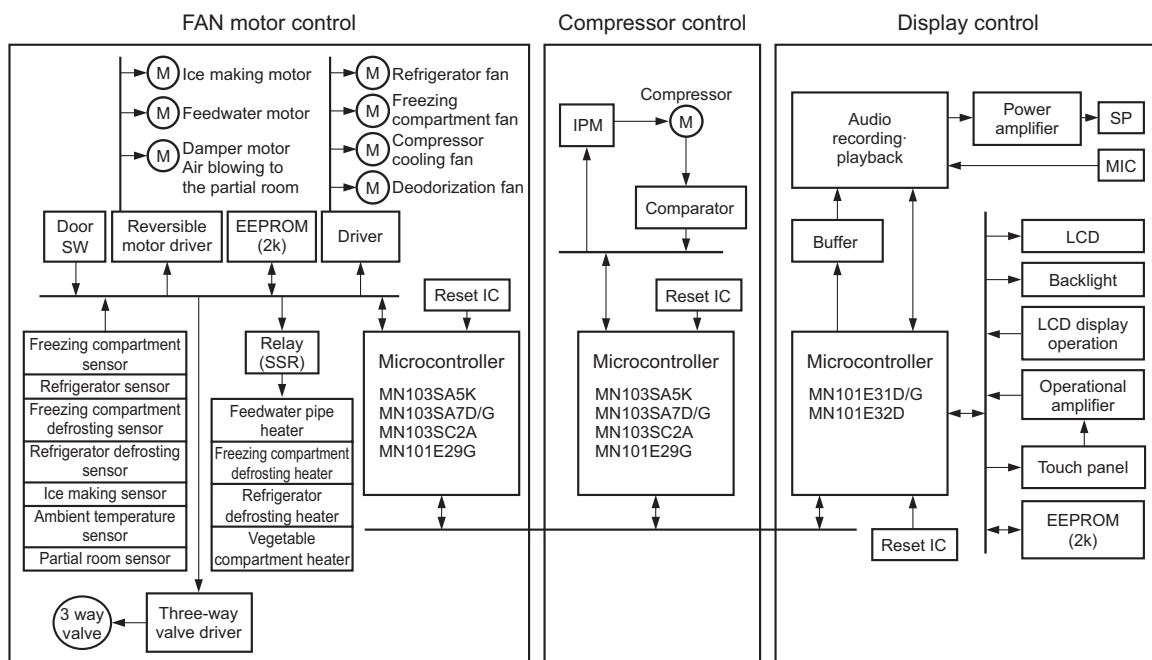 FAN motor control
Compressor control
Display control
M
Ice making motor
M
Feedwater motor
M
Damper motor
Air blowing to
the partial room
M
Refrigerator fan
M
Freezing
compartment fan
M
Compressor
cooling fan
M
Deodorization fan
Door
SW
Reversible
motor driver
EEPROM
(2k)
Driver
Reset IC
Freezing compartment
sensor
Refrigerator sensor
Freezing compartment
defrosting sensor
Refrigerator defrosting
sensor
Ice making sensor
Ambient temperature
sensor
Partial room sensor
Relay
(SSR)
Feedwater pipe
heater
Freezing compartment
defrosting heater
Refrigerator
defrosting heater
Vegetable
compartment heater
Microcontroller
MN103SA5K
MN103SA7D/G
MN103SC2A
MN101E29G
3 way
valve
Three-way
valve driver
IPM
Compressor
M
Comparator
Reset IC
Microcontroller
MN103SA5K
MN103SA7D/G
MN103SC2A
MN101E29G
Audio
recording·
playback
Power
amplifier
SP
MIC
Buffer
Microcontroller
MN101E31D/G
MN101E32D
Reset IC
LCD
Backlight
LCD display
operation
Operational
amplifier
Touch panel
EEPROM
(2k)